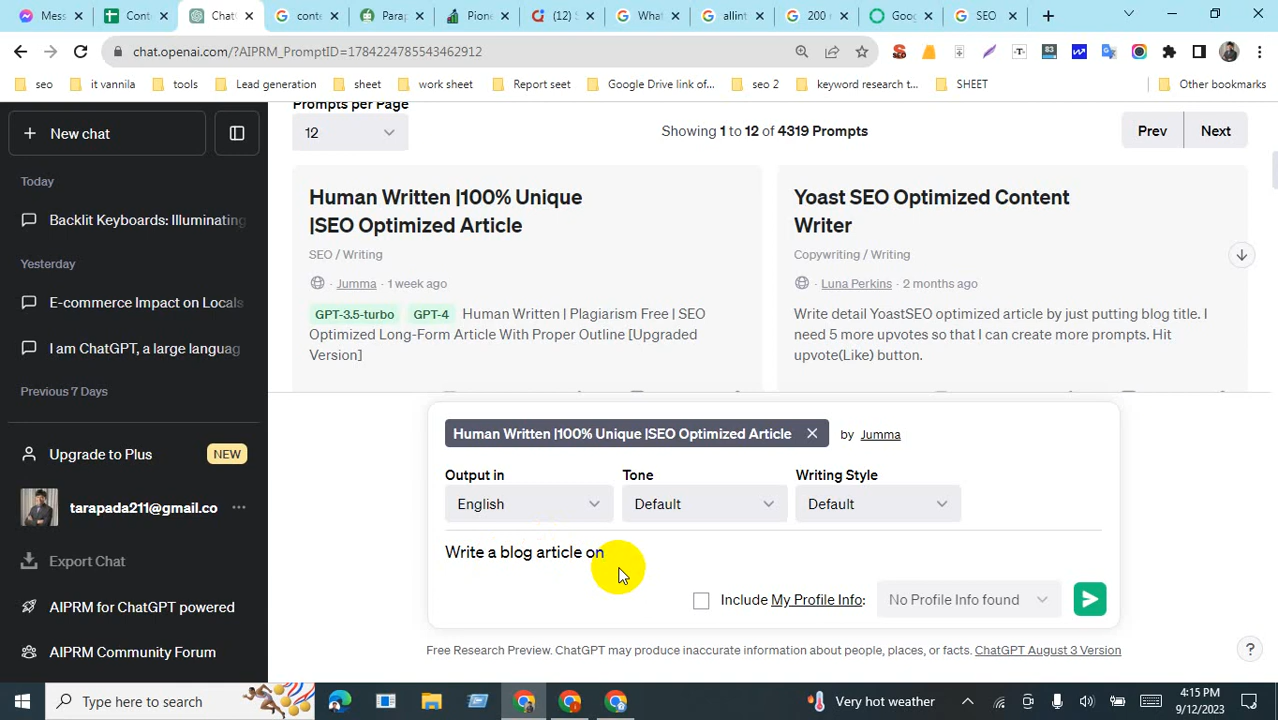 Mess
Cont
Chat
conte
Parap
Pione
(12) S
What
allint
200 r
Goog
SEO
chat.openai.com/?AIPRM_PromptID=1784224785543462912
83
seo
it vannila
tools
Lead generation
sheet
work sheet
Report seet
Google Drive link of...
seo 2
keyword research t...
SHEET
Other bookmarks
New chat
Today
Backlit Keyboards: Illuminating
Yesterday
E-commerce Impact on Locals
I am ChatGPT, a large languag
Previous 7 Days
Upgrade to Plus
NEW
tarapada211@gmail.co
Export Chat
AIPRM for ChatGPT powered
AIPRM Community Forum
Prompts per Page
12
Showing 1 to 12 of 4319 Prompts
Prev
Next
Human Written |100% Unique
|SEO Optimized Article
SEO / Writing
· Jumma · 1 week ago
GPT-3.5-turbo GPT-4 Human Written | Plagiarism Free | SEO
Optimized Long-Form Article With Proper Outline [Upgraded
Version]
Yoast SEO Optimized Content
Writer
Copywriting / Writing
· Luna Perkins · 2 months ago
Write detail YoastSEO optimized article by just putting blog title. I
need 5 more upvotes so that I can create more prompts. Hit
upvote(Like) button.
Human Written |100% Unique |SEO Optimized Article
by Jumma
Output in
Tone
Writing Style
English
Default
Default
Write a blog article on
Include My Profile Info:
No Profile Info found
Free Research Preview. ChatGPT may produce inaccurate information about people, places, or facts. ChatGPT August 3 Version
?
Type here to search
Very hot weather
4:15 PM
9/12/2023